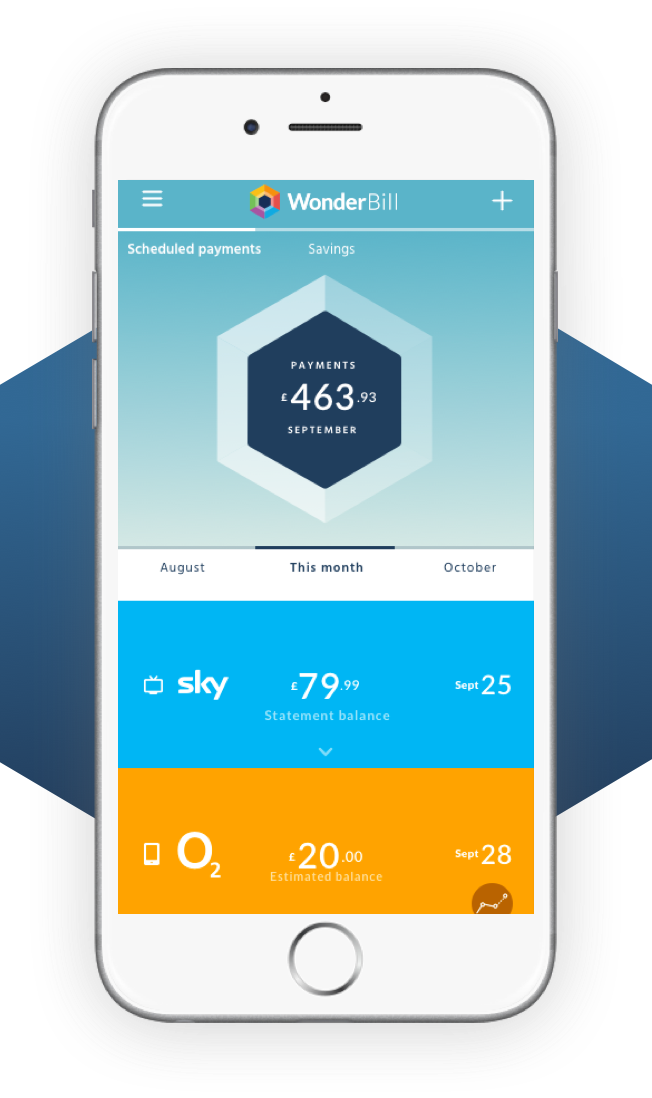 WonderBill
Scheduled payments Savings
PAYMENTS
£463.93
SEPTEMBER
August This month October
sky £79.99 Sept 25
Statement balance
O2 £20.00 Sept 28
Estimated balance